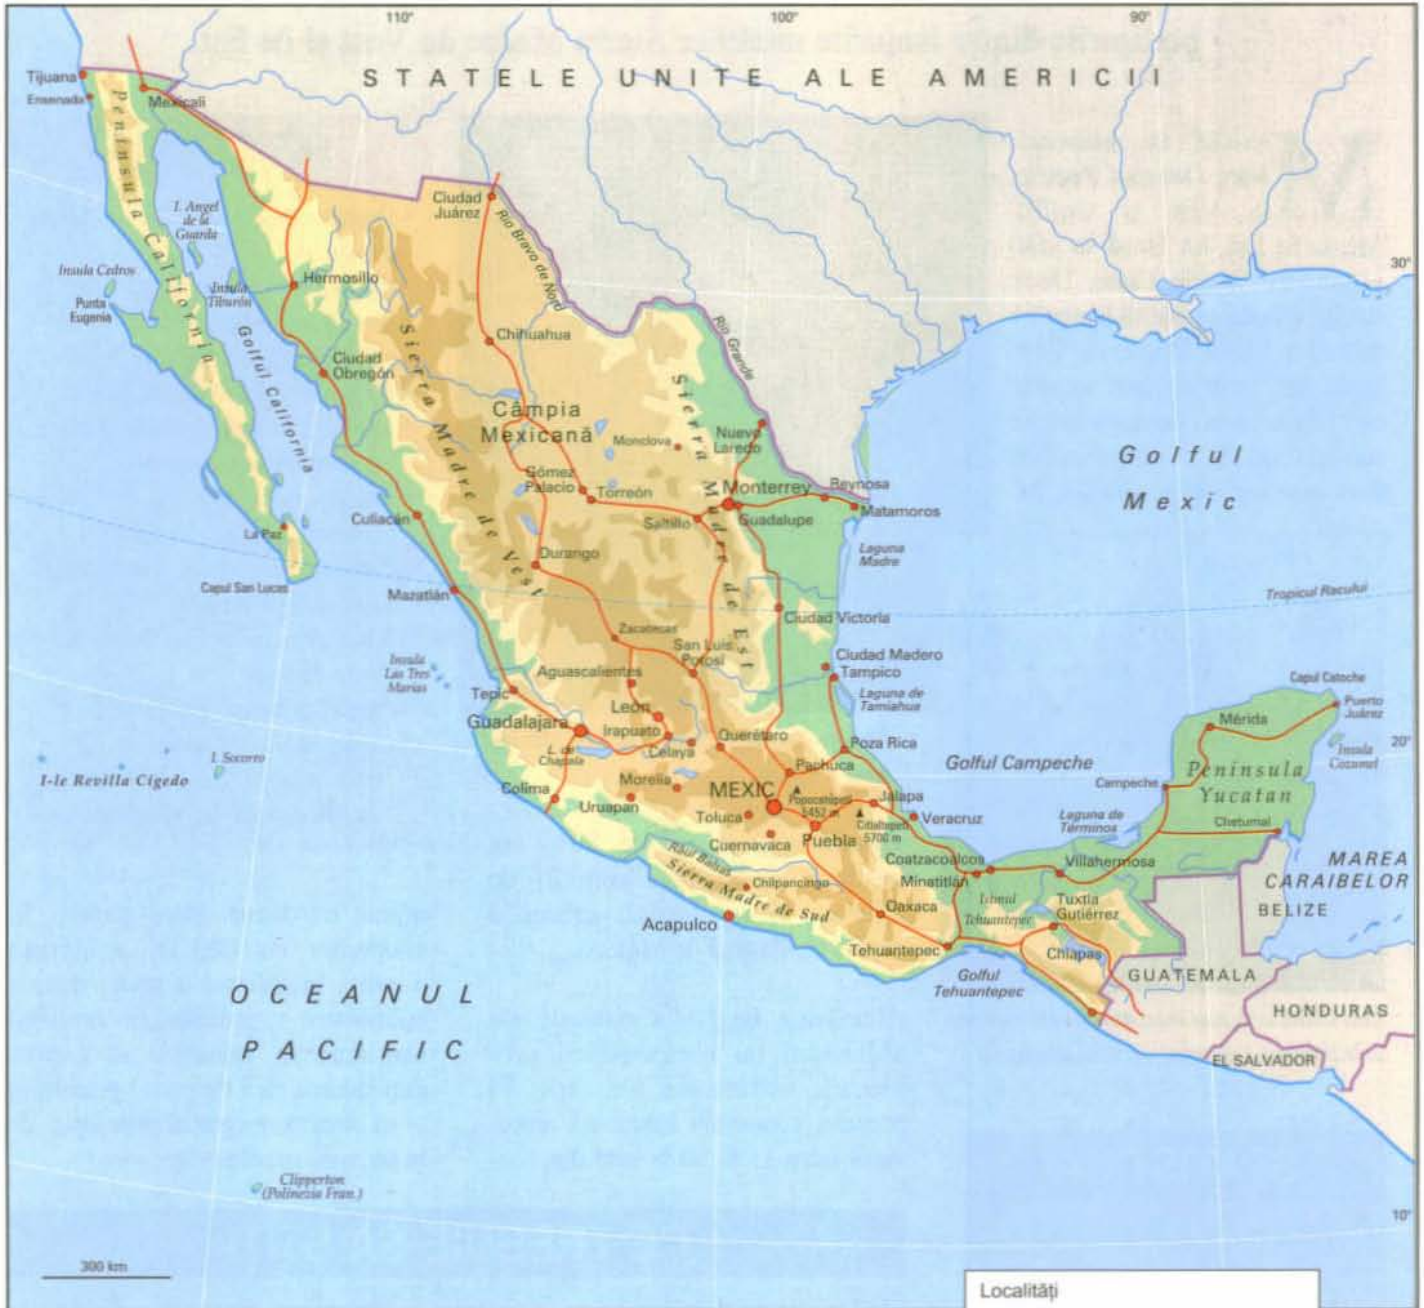 110°
100°
90°
STATELE UNITE ALE AMERICII
Tijuana
Ensenada
Mexicali
Peninsula California
I. Angel
de la
Guarda
Ciudad
Juárez
Rio Bravo de Nord
30°
Insula Cedros
Punta
Eugenia
Insula
Tiburón
Hermosillo
Golful California
Chihuahua
Rio Grande
Ciudad
Obregón
Sierra Madre de Vest
Sierra Madre de Est
Câmpia
Mexicană
Monclova
Nuevo
Laredo
Golful
Mexic
Gómez
Palacio
Torreón
Monterrey
Reynosa
Saltillo
Guadalupe
Matamoros
Culiacán
La Paz
Laguna
Madre
Durango
Capul San Lucas
Mazatlán
Tropicul Racului
Zacatecas
Ciudad Victoria
San Luis
Potosí
Ciudad Madero
Tampico
Insula
Las Tres
Marias
Aguascalientes
Capul Catoche
Tepic
Laguna de
Tamiahua
Puerto
Juárez
León
Guadalajara
Irapuato
Querétaro
Mérida
L. de
Chapala
Celaya
Poza Rica
20°
I. Socorro
Golful Campeche
Insula
Cozumel
I-le Revilla Cigedo
Pachuca
Peninsula
Yucatan
Morelia
MEXIC
Campeche
Colima
Uruapan
Popocatépetl
5452 m
Jalapa
Toluca
Citlaltepetl
5700 m
Veracruz
Laguna de
Términos
Chetumal
Puebla
Cuernavaca
Râul Balsas
Coatzacoalcos
Villahermosa
MAREA
CARAIBELOR
Sierra Madre de Sud
Chilpancingo
Minatitlán
Istmul
Tehuantepec
Tuxtla
Gutiérrez
BELIZE
Acapulco
Oaxaca
Tehuantepec
Chiapas
Golful
Tehuantepec
GUATEMALA
OCEANUL
PACIFIC
HONDURAS
EL SALVADOR
Clipperton
(Polinezia Fran.)
10°
300 km
Localități